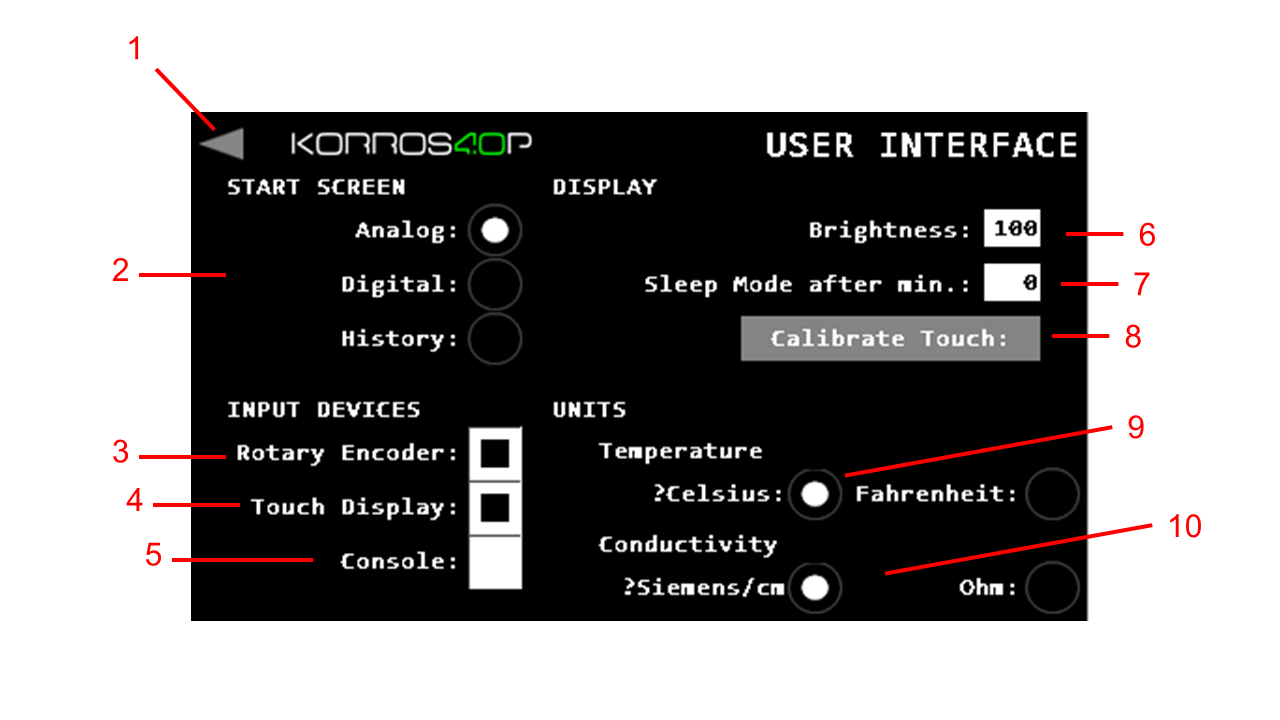 1
KORROS4.0P
USER INTERFACE
START SCREEN
DISPLAY
Analog:
Brightness: 100
6
2
Digital:
Sleep Mode after min.: 0
7
History:
Calibrate Touch:
8
INPUT DEVICES
UNITS
3
Rotary Encoder:
Temperature
9
4
Touch Display:
?Celsius:
Fahrenheit:
5
Console:
Conductivity
10
?Siemens/cm
Ohm: